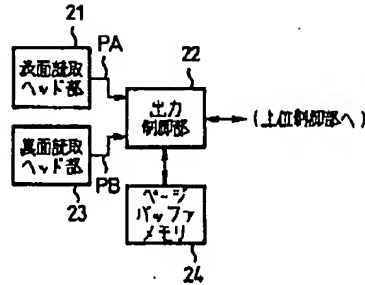 21
PA
表面読取
ヘッド部
22
出力
制御部
(上位制御部へ)
裏面読取
ヘッド部
PB
23
ページ
バッファ
メモリ
24